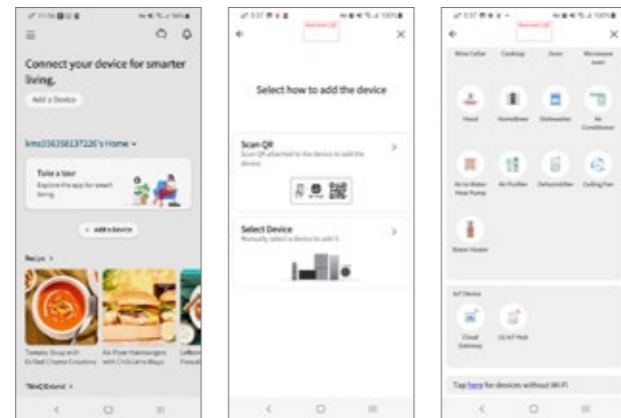 Connect your device for smarter
living.
Add a Device
Take a tour
Explore the app for smart
living.
+ Add a Device
Recipe >
Tomato Soup with
Grilled Cheese Croutons
Air Fryer Hamburgers
with Chili-Lime Mayo
ThinQ Extend >
Select how to add the device
Scan QR
Scan QR attached to the device to add the
device.
Select Device
Manually select a device to add it.
Wine Cellar
Cooktop
Oven
Microwave
oven
Hood
HomeBrew
Dishwasher
Air
Conditioner
Air to Water
Heat Pump
Air Purifier
Dehumidifier
Ceiling Fan
Water Heater
IoT Device
Cloud
Gateway
LG IoT Hub
Tap here for devices without Wi-Fi